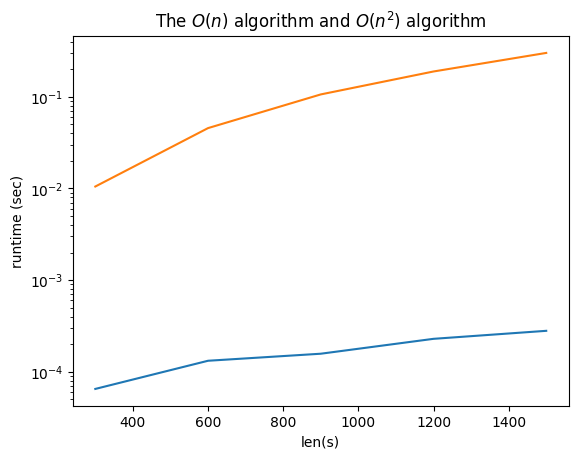 The $O(n)$ algorithm and $O(n^2)$ algorithm
runtime (sec)
10⁻¹
10⁻²
10⁻³
10⁻⁴
400 600 800 1000 1200 1400
len(s)